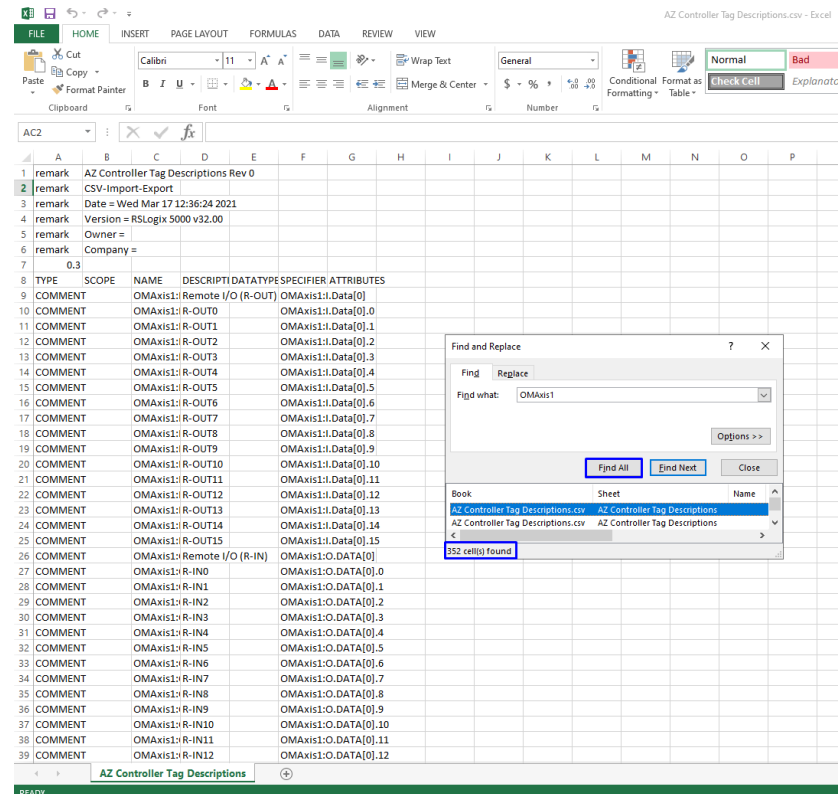 AZ Controller Tag Descriptions.csv - Excel
FILE HOME INSERT PAGE LAYOUT FORMULAS DATA REVIEW VIEW
Cut
Copy
Format Painter
Paste
Clipboard
Calibri 11
B I U
Font
Wrap Text
Merge & Center
Alignment
General
$ % ,
Number
Conditional Formatting
Format as Table
Normal Bad
Check Cell Explanato
AC2 fx
A B C D E F G H I J K L M N O P
1 remark AZ Controller Tag Descriptions Rev 0
2 remark CSV-Import-Export
3 remark Date = Wed Mar 17 12:36:24 2021
4 remark Version = RSLogix 5000 v32.00
5 remark Owner =
6 remark Company =
7 0.3
8 TYPE SCOPE NAME DESCRIPTI DATATYPE SPECIFIER ATTRIBUTES
9 COMMENT OMAxis1:I Remote I/O (R-OUT) OMAxis1:I.Data[0]
10 COMMENT OMAxis1:I R-OUT0 OMAxis1:I.Data[0].0
11 COMMENT OMAxis1:I R-OUT1 OMAxis1:I.Data[0].1
12 COMMENT OMAxis1:I R-OUT2 OMAxis1:I.Data[0].2
13 COMMENT OMAxis1:I R-OUT3 OMAxis1:I.Data[0].3
14 COMMENT OMAxis1:I R-OUT4 OMAxis1:I.Data[0].4
15 COMMENT OMAxis1:I R-OUT5 OMAxis1:I.Data[0].5
16 COMMENT OMAxis1:I R-OUT6 OMAxis1:I.Data[0].6
17 COMMENT OMAxis1:I R-OUT7 OMAxis1:I.Data[0].7
18 COMMENT OMAxis1:I R-OUT8 OMAxis1:I.Data[0].8
19 COMMENT OMAxis1:I R-OUT9 OMAxis1:I.Data[0].9
20 COMMENT OMAxis1:I R-OUT10 OMAxis1:I.Data[0].10
21 COMMENT OMAxis1:I R-OUT11 OMAxis1:I.Data[0].11
22 COMMENT OMAxis1:I R-OUT12 OMAxis1:I.Data[0].12
23 COMMENT OMAxis1:I R-OUT13 OMAxis1:I.Data[0].13
24 COMMENT OMAxis1:I R-OUT14 OMAxis1:I.Data[0].14
25 COMMENT OMAxis1:I R-OUT15 OMAxis1:I.Data[0].15
26 COMMENT OMAxis1: Remote I/O (R-IN) OMAxis1:O.DATA[0]
27 COMMENT OMAxis1: R-IN0 OMAxis1:O.DATA[0].0
28 COMMENT OMAxis1: R-IN1 OMAxis1:O.DATA[0].1
29 COMMENT OMAxis1: R-IN2 OMAxis1:O.DATA[0].2
30 COMMENT OMAxis1: R-IN3 OMAxis1:O.DATA[0].3
31 COMMENT OMAxis1: R-IN4 OMAxis1:O.DATA[0].4
32 COMMENT OMAxis1: R-IN5 OMAxis1:O.DATA[0].5
33 COMMENT OMAxis1: R-IN6 OMAxis1:O.DATA[0].6
34 COMMENT OMAxis1: R-IN7 OMAxis1:O.DATA[0].7
35 COMMENT OMAxis1: R-IN8 OMAxis1:O.DATA[0].8
36 COMMENT OMAxis1: R-IN9 OMAxis1:O.DATA[0].9
37 COMMENT OMAxis1: R-IN10 OMAxis1:O.DATA[0].10
38 COMMENT OMAxis1: R-IN11 OMAxis1:O.DATA[0].11
39 COMMENT OMAxis1: R-IN12 OMAxis1:O.DATA[0].12
Find and Replace ? X
Find Replace
Find what: OMAxis1
Options >>
Find All Find Next Close
Book Sheet Name
AZ Controller Tag Descriptions.csv AZ Controller Tag Descriptions
AZ Controller Tag Descriptions.csv AZ Controller Tag Descriptions
352 cell(s) found
AZ Controller Tag Descriptions
READY